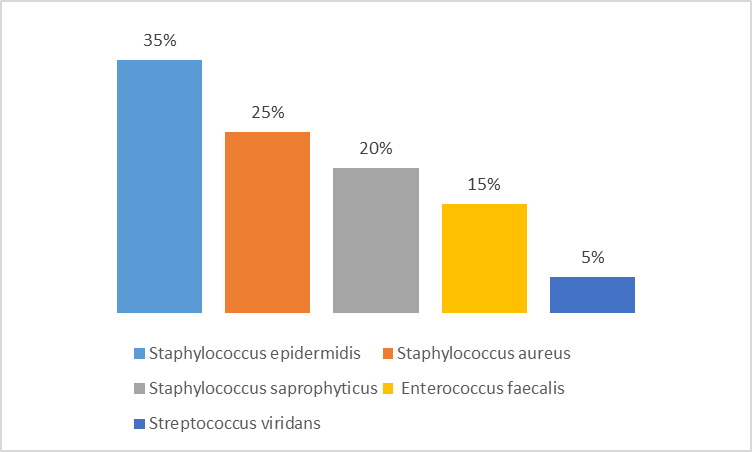 35%
25%
20%
15%
5%
Staphylococcus epidermidis Staphylococcus aureus
Staphylococcus saprophyticus Enterococcus faecalis
Streptococcus viridans